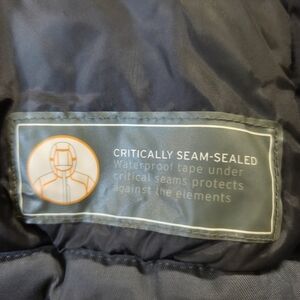 CRITICALLY SEAM-SEALED
Waterproof tape under
critical seams protects
against the elements